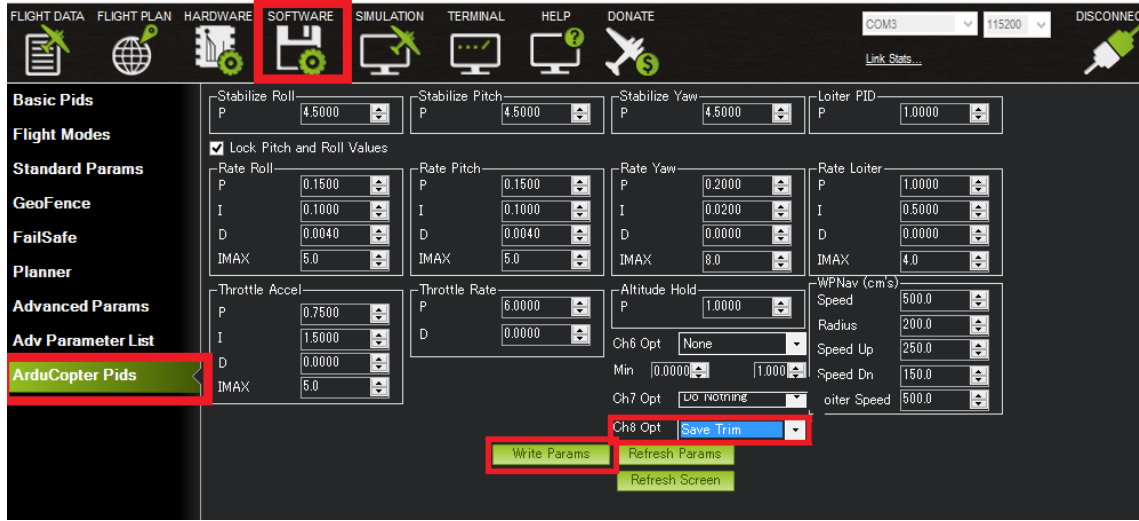 FLIGHT DATA FLIGHT PLAN HARDWARE SOFTWARE SIMULATION TERMINAL HELP DONATE COM3 115200 DISCONNEC
Link Stats...
Basic Pids
Flight Modes
Standard Params
GeoFence
FailSafe
Planner
Advanced Params
Adv Parameter List
ArduCopter Pids
Stabilize Roll
P 4.5000
Stabilize Pitch
P 4.5000
Stabilize Yaw
P 4.5000
Loiter PID
P 1.0000
Lock Pitch and Roll Values
Rate Roll
P 0.1500
I 0.1000
D 0.0040
IMAX 5.0
Rate Pitch
P 0.1500
I 0.1000
D 0.0040
IMAX 5.0
Rate Yaw
P 0.2000
I 0.0200
D 0.0000
IMAX 8.0
Rate Loiter
P 1.0000
I 0.5000
D 0.0000
IMAX 4.0
Throttle Accel
P 0.7500
I 1.5000
D 0.0000
IMAX 5.0
Throttle Rate
P 6.0000
D 0.0000
Altitude Hold
P 1.0000
Ch6 Opt None
Min 0.0000 1.000
Ch7 Opt Do Nothing
Ch8 Opt Save Trim
WPNav (cm's)
Speed 500.0
Radius 200.0
Speed Up 250.0
Speed Dn 150.0
oiter Speed 500.0
Write Params Refresh Params
Refresh Screen